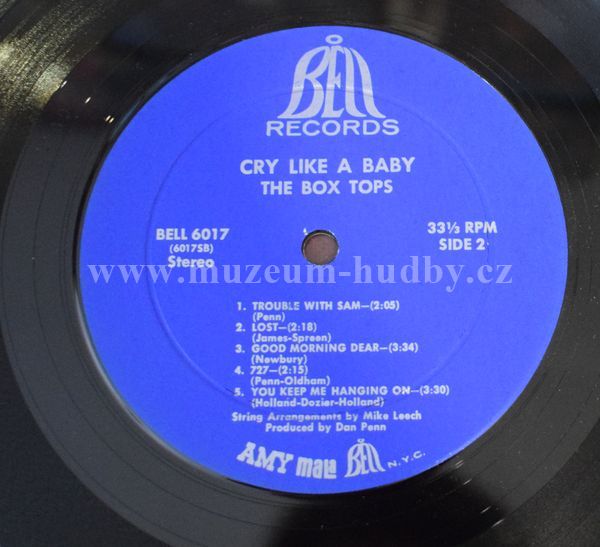 BELL
RECORDS
CRY LIKE A BABY
THE BOX TOPS
BELL 6017
(6017SB)
Stereo
33⅓ RPM
SIDE 2
www.muzeum-hudby.cz
1. TROUBLE WITH SAM—(2:05)
(Penn)
2. LOST—(2:18)
(James-Spreen)
3. GOOD MORNING DEAR—(3:34)
(Newbury)
4. 727—(2:15)
(Penn-Oldham)
5. YOU KEEP ME HANGING ON—(3:30)
(Holland-Dozier-Holland)
String Arrangements by Mike Leech
Produced by Dan Penn
AMY mala BELL N.Y.C.